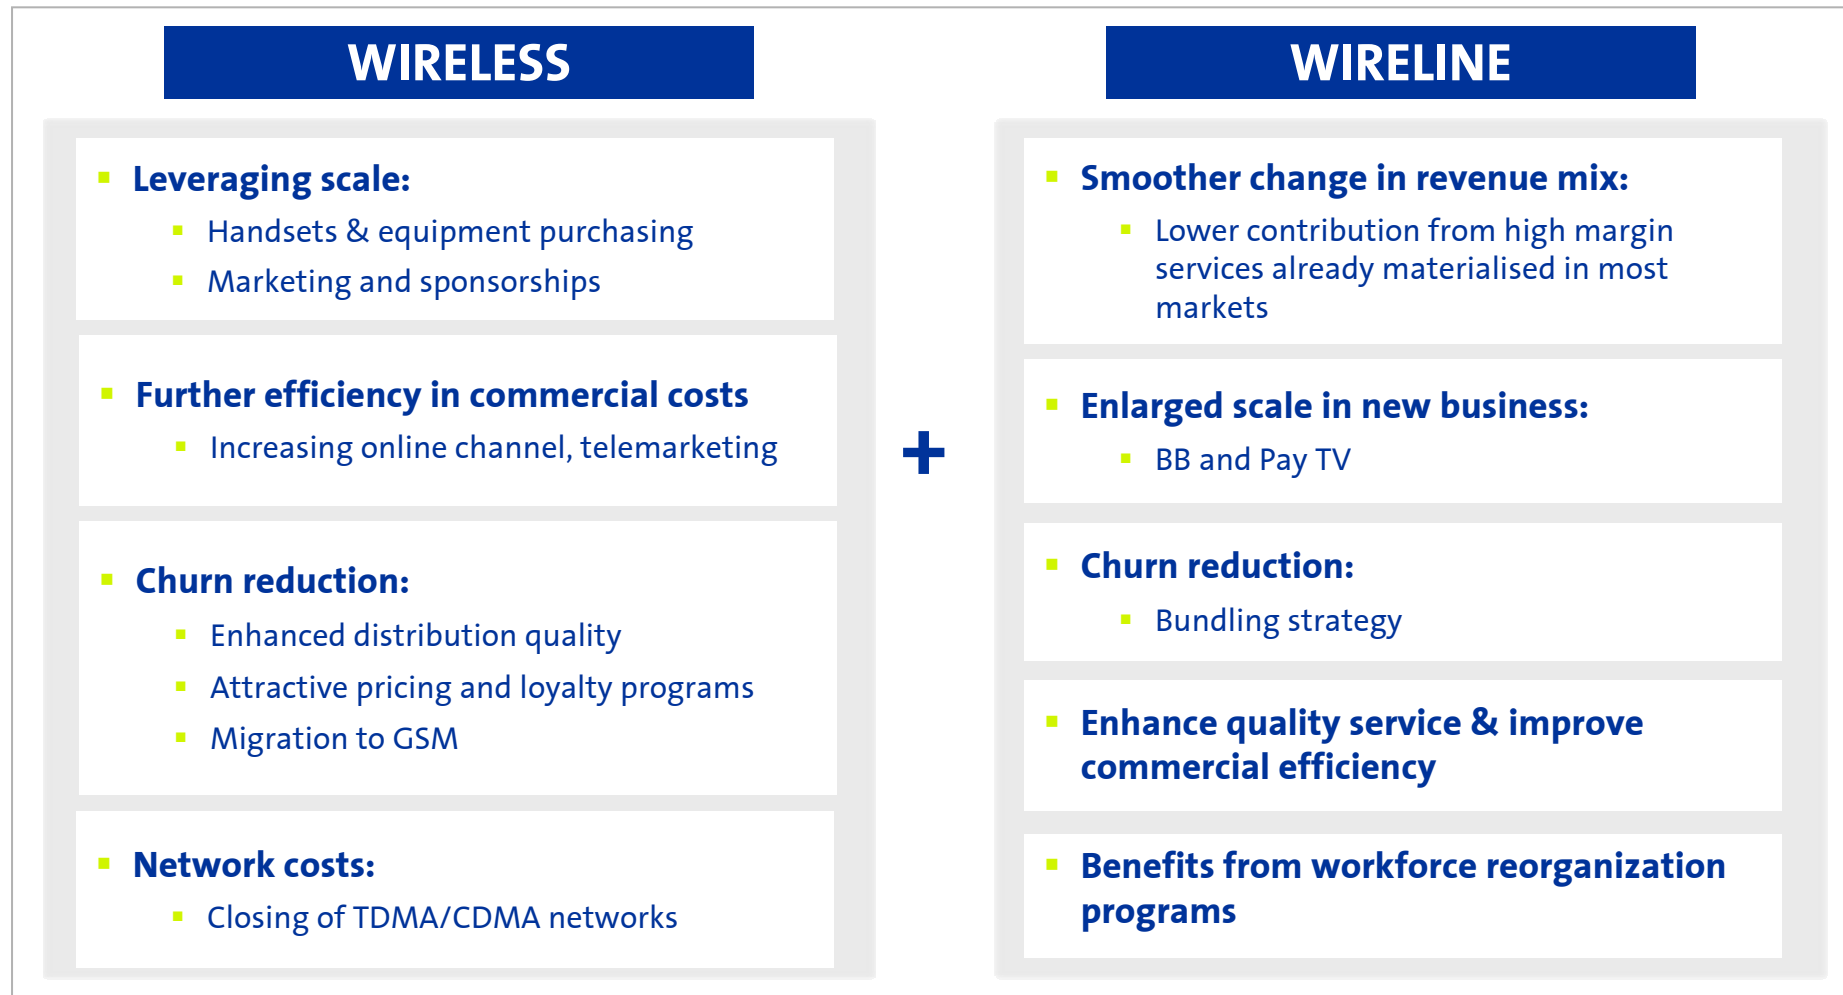 WIRELESS
Leveraging scale:
Handsets & equipment purchasing
Marketing and sponsorships
Further efficiency in commercial costs
Increasing online channel, telemarketing
Churn reduction:
Enhanced distribution quality
Attractive pricing and loyalty programs
Migration to GSM
Network costs:
Closing of TDMA/CDMA networks
+
WIRELINE
Smoother change in revenue mix:
Lower contribution from high margin
services already materialised in most
markets
Enlarged scale in new business:
BB and Pay TV
Churn reduction:
Bundling strategy
Enhance quality service & improve
commercial efficiency
Benefits from workforce reorganization
programs